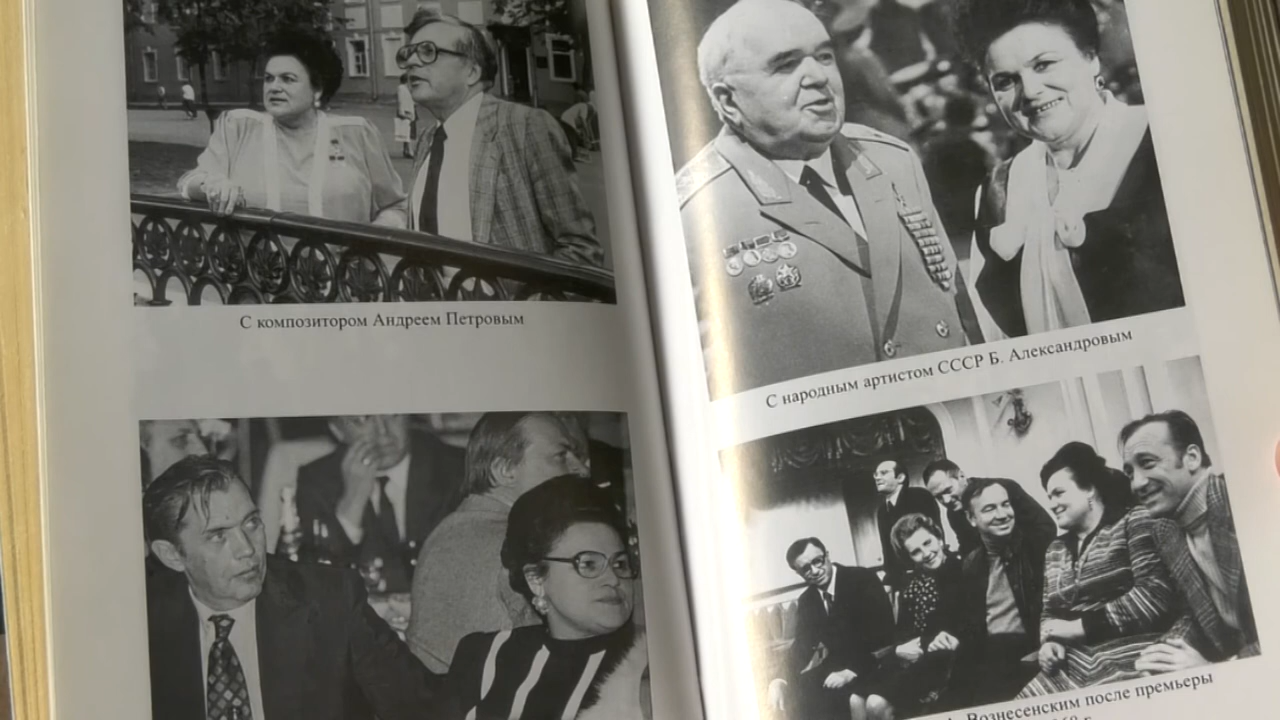 С композитором Андреем Петровым
С народным артистом СССР Б. Александровым
Вознесенским после премьеры
г.